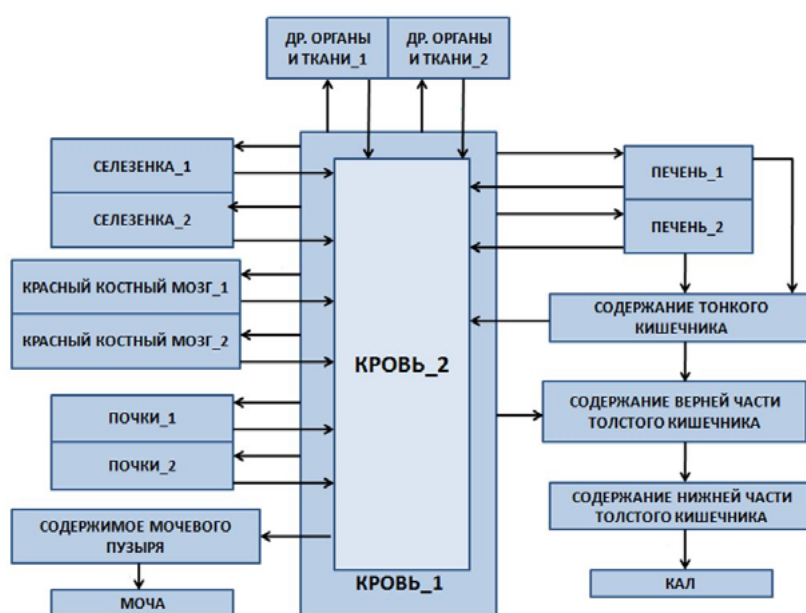 ДР. ОРГАНЫ
И ТКАНИ_1
ДР. ОРГАНЫ
И ТКАНИ_2
СЕЛЕЗЕНКА_1
СЕЛЕЗЕНКА_2
КРАСНЫЙ КОСТНЫЙ МОЗГ_1
КРАСНЫЙ КОСТНЫЙ МОЗГ_2
ПОЧКИ_1
ПОЧКИ_2
СОДЕРЖИМОЕ МОЧЕВОГО
ПУЗЫРЯ
МОЧА
КРОВЬ_2
КРОВЬ_1
ПЕЧЕНЬ_1
ПЕЧЕНЬ_2
СОДЕРЖАНИЕ ТОНКОГО
КИШЕЧНИКА
СОДЕРЖАНИЕ ВЕРНЕЙ ЧАСТИ
ТОЛСТОГО КИШЕЧНИКА
СОДЕРЖАНИЕ НИЖНЕЙ ЧАСТИ
ТОЛСТОГО КИШЕЧНИКА
КАЛ